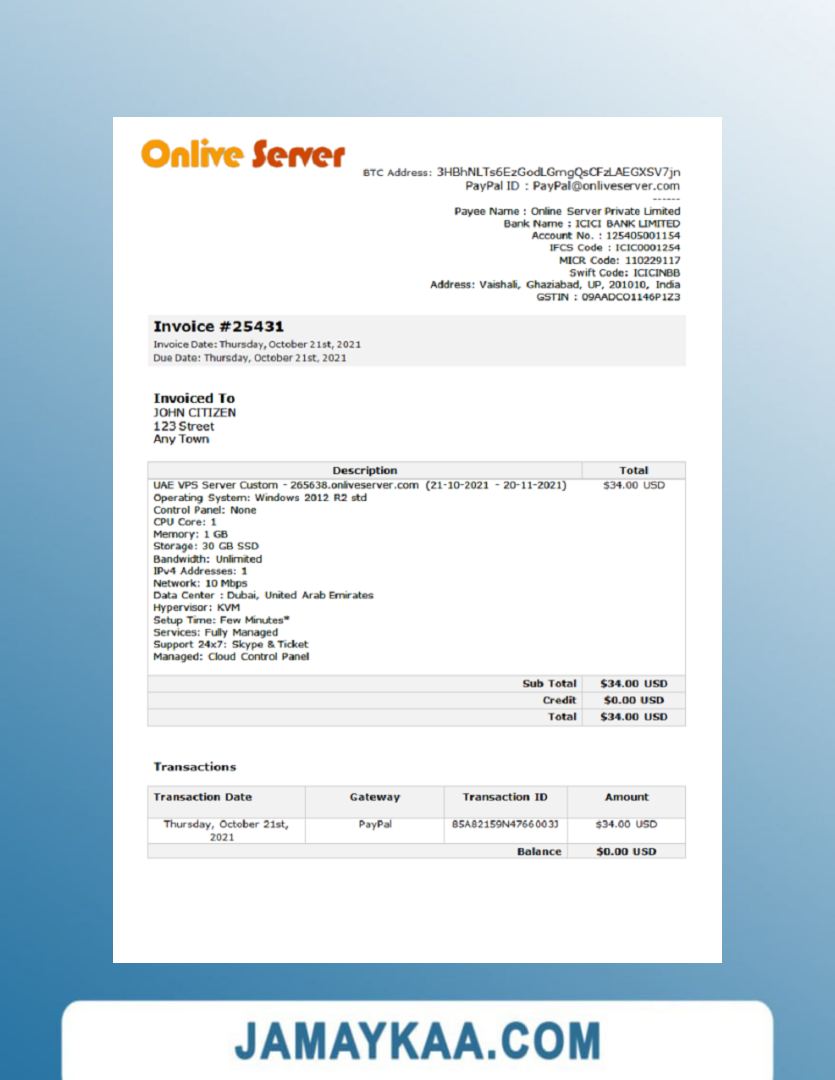 Onlive Server
BTC Address: 3HBhNLTs6EzGodLGmgQsCFzLAEGXSV7jn
PayPal ID : PayPal@onliveserver.com
------
Payee Name : Online Server Private Limited
Bank Name : ICICI BANK LIMITED
Account No. : 125405001154
IFCS Code : ICIC0001254
MICR Code: 110229117
Swift Code: ICICINBB
Address: Vaishali, Ghaziabad, UP, 201010, India
GSTIN : 09AADCO1146P1Z3
Invoice #25431
Invoice Date: Thursday, October 21st, 2021
Due Date: Thursday, October 21st, 2021
Invoiced To
JOHN CITIZEN
123 Street
Any Town
Description Total
UAE VPS Server Custom - 265638.onliveserver.com (21-10-2021 - 20-11-2021) $34.00 USD
Operating System: Windows 2012 R2 std
Control Panel: None
CPU Core: 1
Memory: 1 GB
Storage: 30 GB SSD
Bandwidth: Unlimited
IPv4 Addresses: 1
Network: 10 Mbps
Data Center : Dubai, United Arab Emirates
Hypervisor: KVM
Setup Time: Few Minutes*
Services: Fully Managed
Support 24x7: Skype & Ticket
Managed: Cloud Control Panel
Sub Total $34.00 USD
Credit $0.00 USD
Total $34.00 USD
Transactions
Transaction Date Gateway Transaction ID Amount
Thursday, October 21st, PayPal 85A82159N4766003J $34.00 USD
2021
Balance $0.00 USD
JAMAYKAA.COM